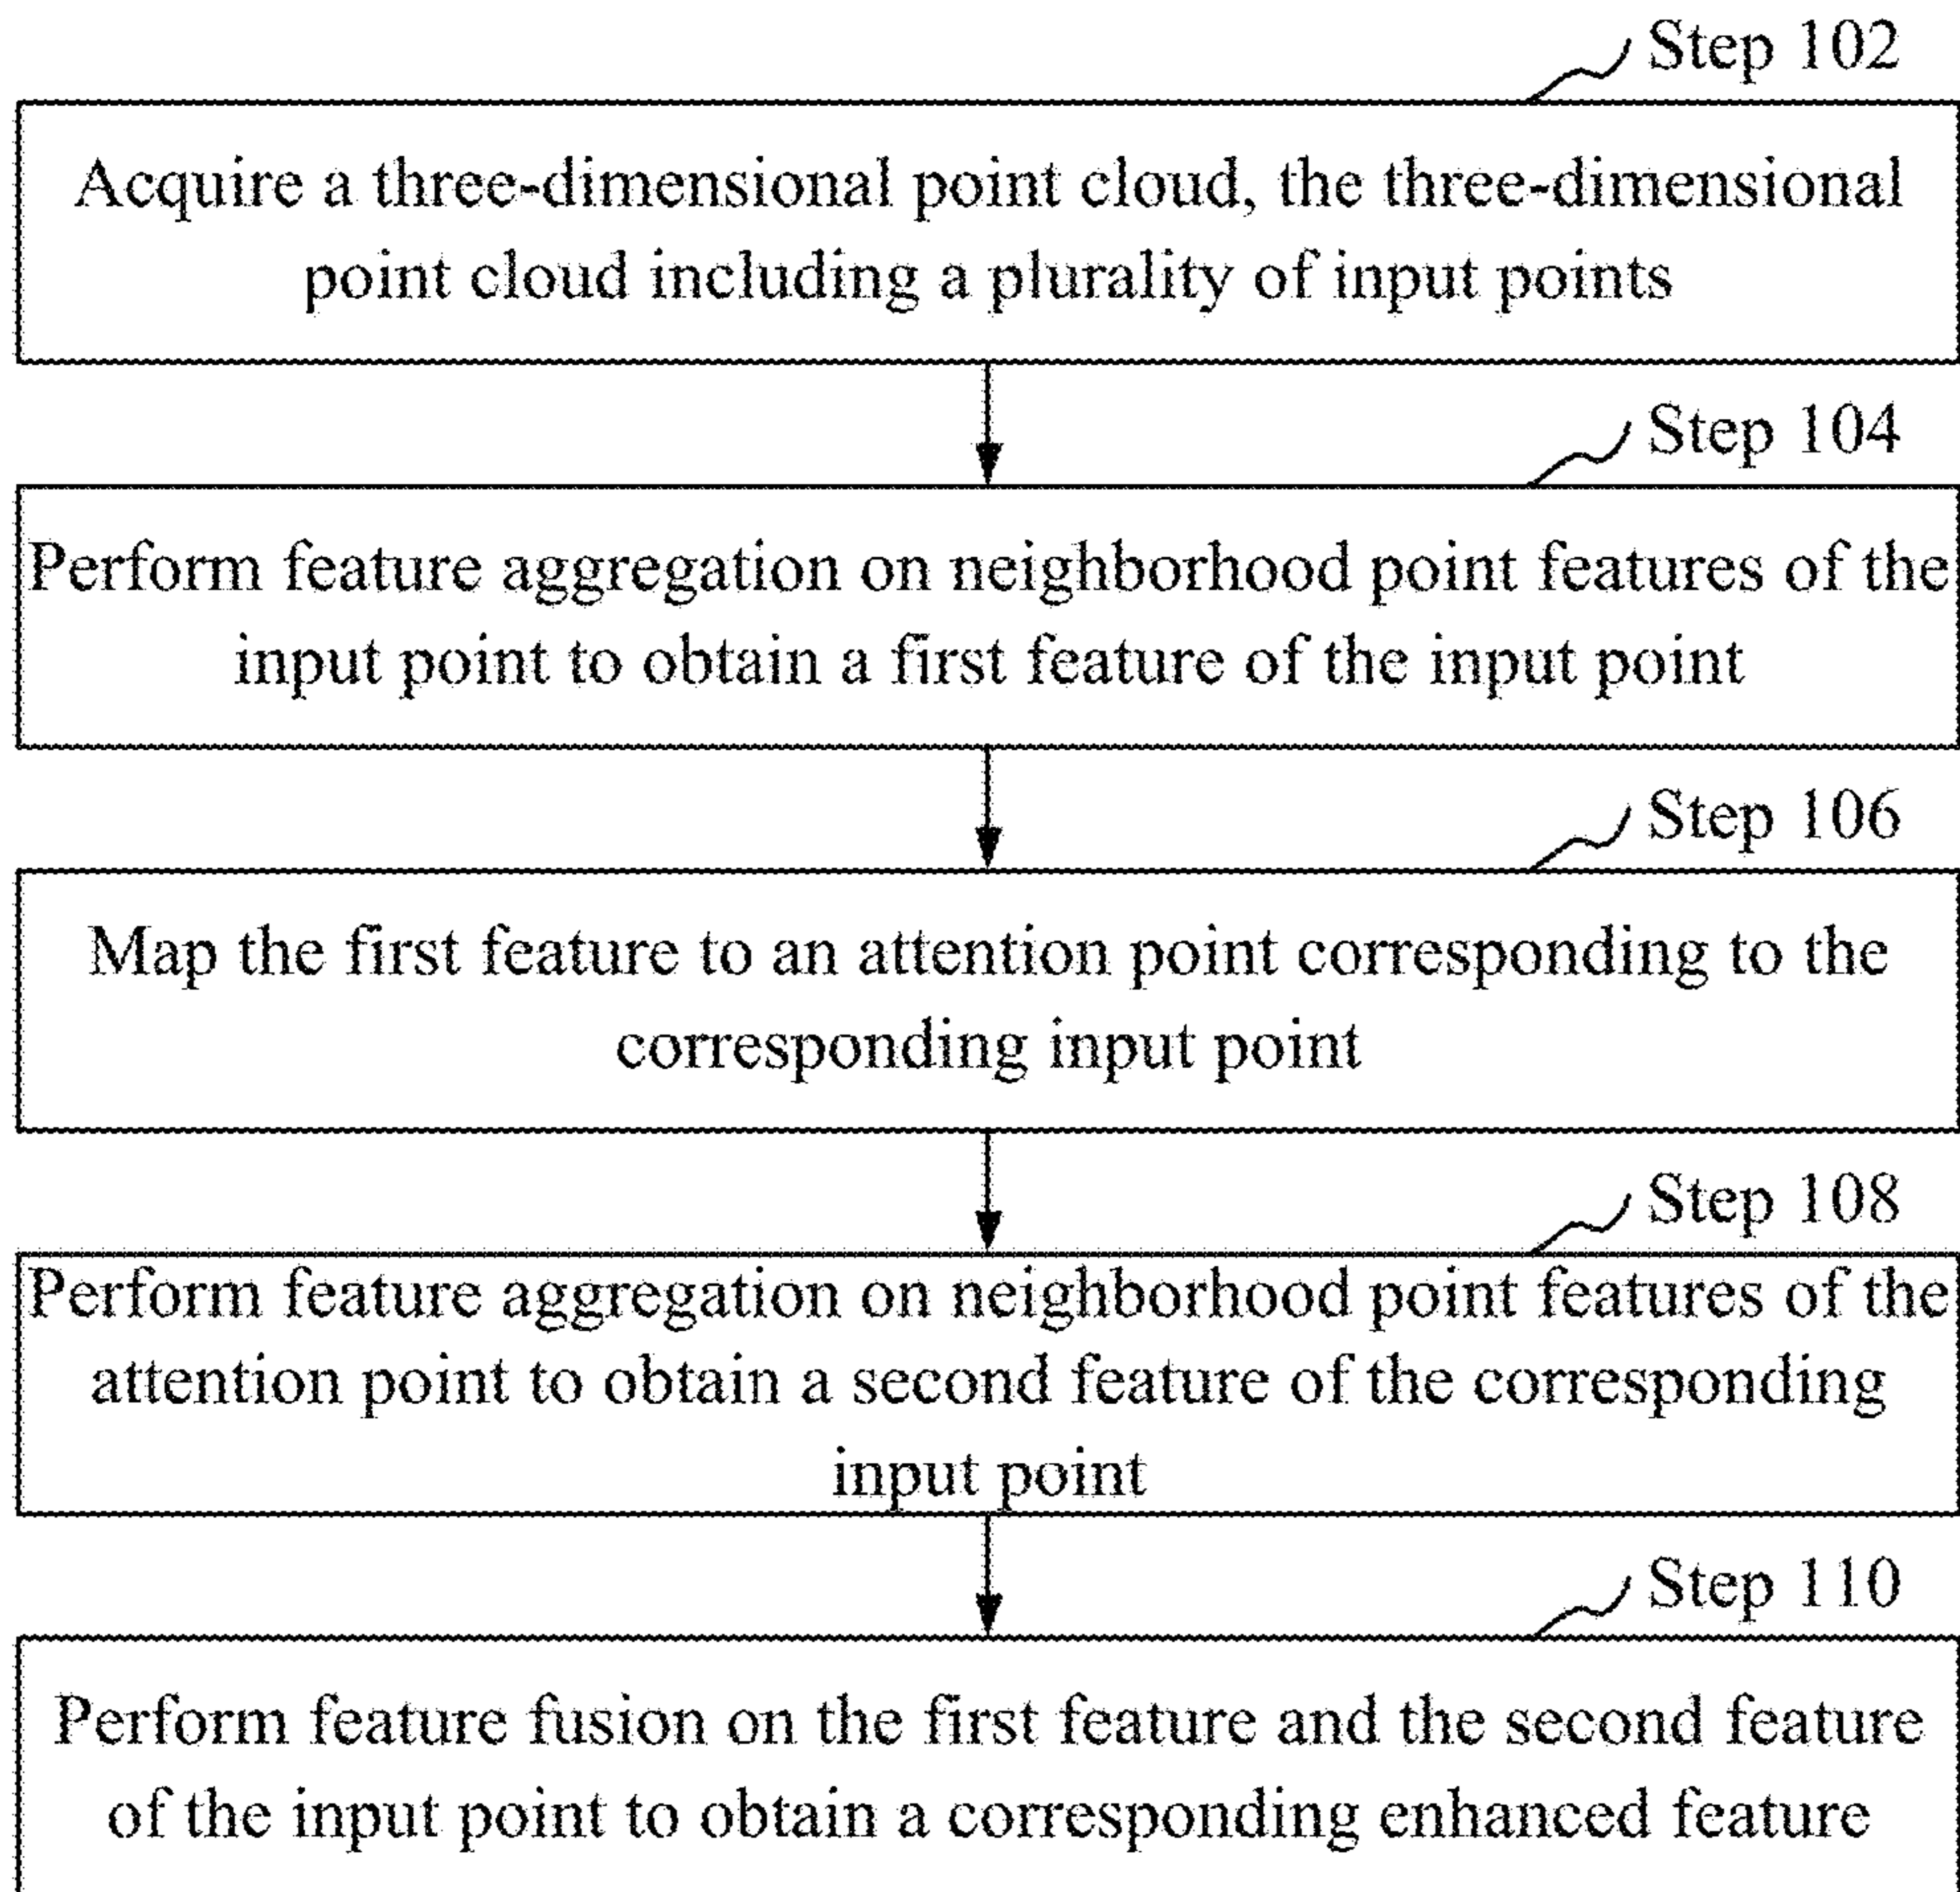 Step 102
Acquire a three-dimensional point cloud, the three-dimensional
point cloud including a plurality of input points
Step 104
Perform feature aggregation on neighborhood point features of the
input point to obtain a first feature of the input point
Step 106
Map the first feature to an attention point corresponding to the
corresponding input point
Step 108
Perform feature aggregation on neighborhood point features of the
attention point to obtain a second feature of the corresponding
input point
Step 110
Perform feature fusion on the first feature and the second feature
of the input point to obtain a corresponding enhanced feature